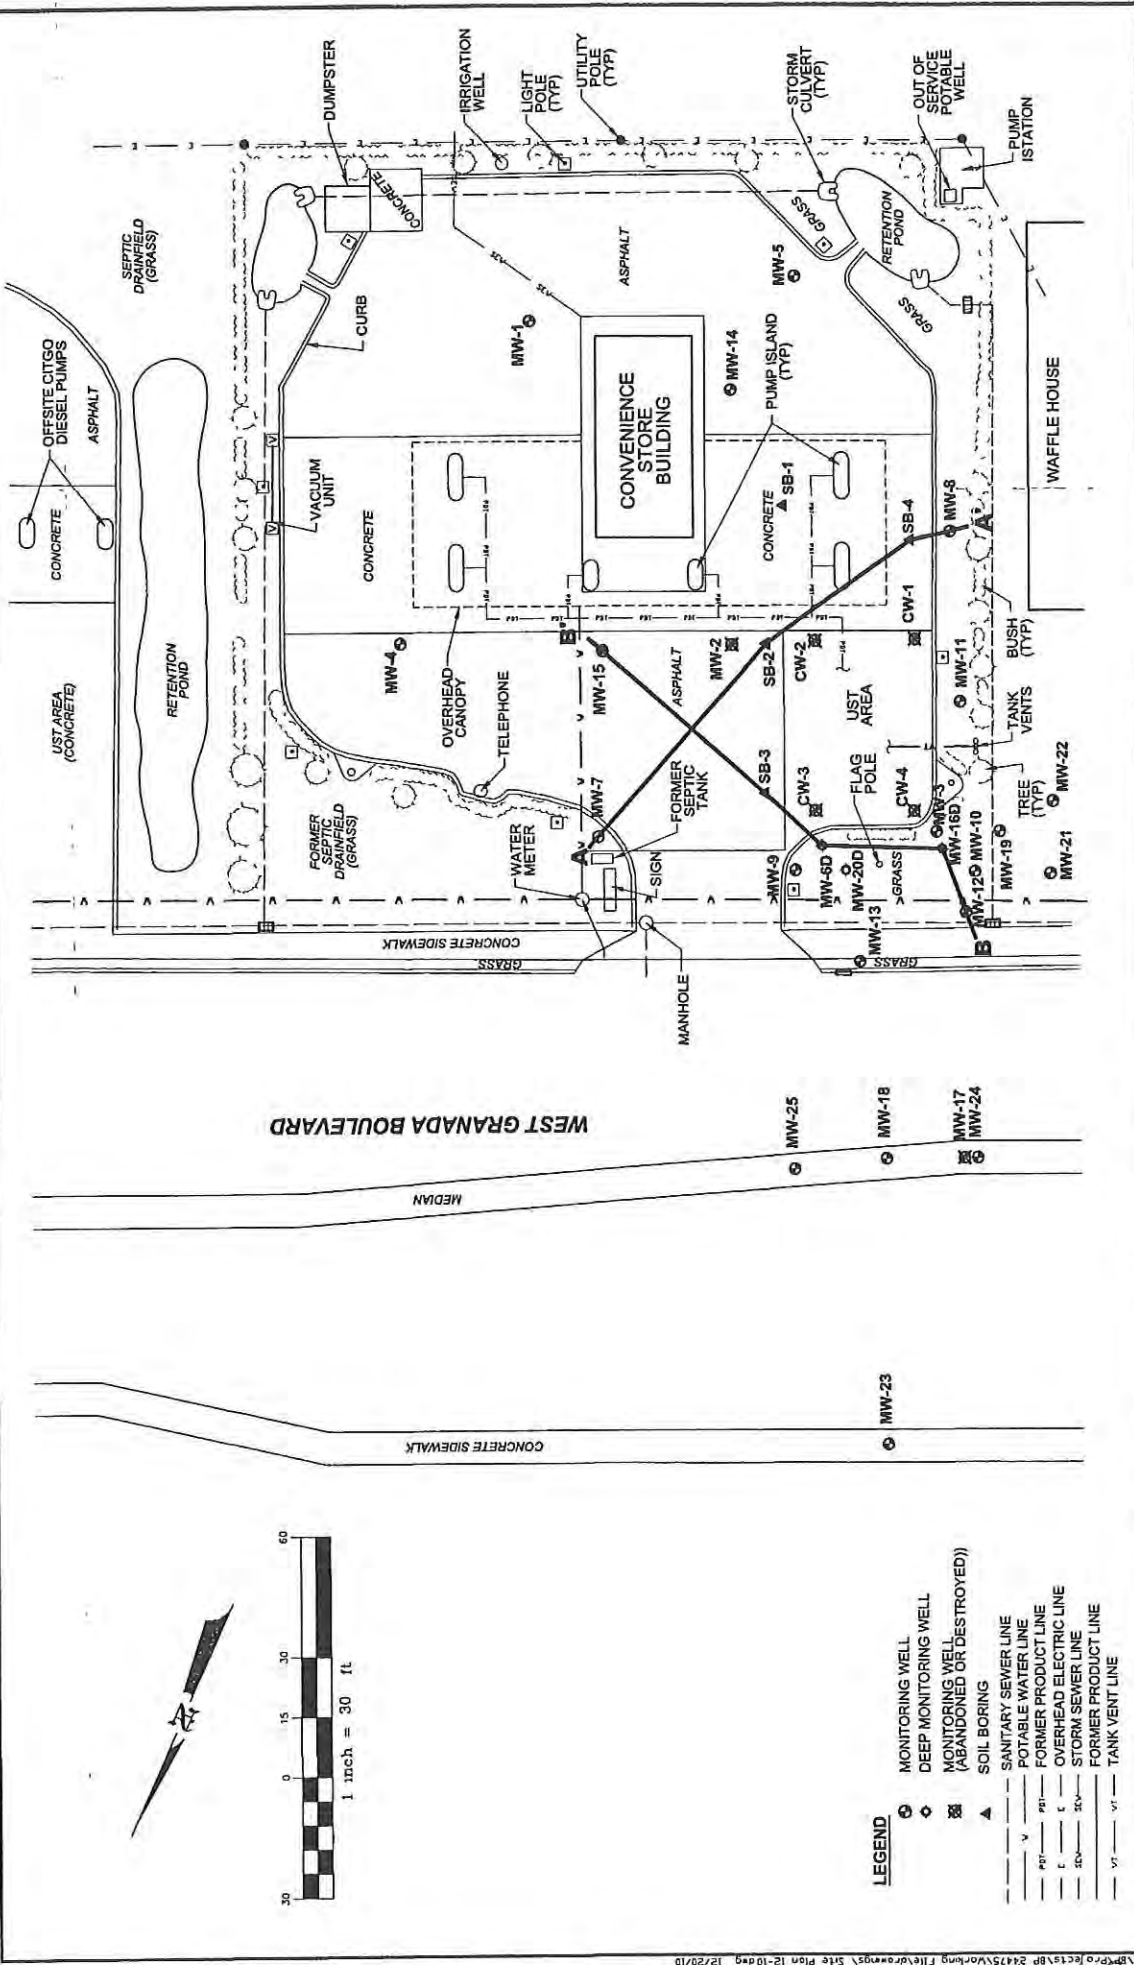 DUMPSTER
IRRIGATION
WELL
LIGHT
POLE
(TYP)
UTILITY
POLE
(TYP)
STORM
CULVERT
(TYP)
OUT OF
SERVICE
POTABLE
WELL
PUMP
ISTATION
SEPTIC
DRAINFIELD
(GRASS)
CONCRETE
GRASS
RETENTION
POND
GRASS
ASPHALT
CURB
MW-1
MW-5
MW-14
PUMP ISLAND
(TYP)
OFFSITE CITGO
DIESEL PUMPS
ASPHALT
CONCRETE
RETENTION
POND
UST AREA
(CONCRETE)
V
V
VACUUM
UNIT
CONCRETE
CONVENIENCE
STORE
BUILDING
CONCRETE
SB-1
SB-4
MW-8
A'
WAFFLE HOUSE
MW-4
OVERHEAD
CANOPY
TELEPHONE
B'
MW-15
ASPHALT
MW-2
SB-2
CW-2
CW-1
MW-11
BUSH
(TYP)
TANK
VENTS
TREE
(TYP)
UST
AREA
FLAG
POLE
CW-3
CW-4
SB-3
MW-7
A
FORMER
SEPTIC
TANK
SIGN
WATER
METER
FORMER
SEPTIC
DRAINFIELD
(GRASS)
MW-9
MW-6D
MW-20D
GRASS
MW-3
MW-16D
MW-10
MW-12
MW-19
MW-22
MW-21
MW-13
B
CONCRETE SIDEWALK
GRASS
GRASS
MANHOLE
WEST GRANADA BOULEVARD
MEDIAN
MW-25
MW-18
MW-17
MW-24
MW-23
CONCRETE SIDEWALK
N
30 0 15 30 60
1 inch = 30 ft
LEGEND
MONITORING WELL
DEEP MONITORING WELL
MONITORING WELL
(ABANDONED OR DESTROYED))
SOIL BORING
SANITARY SEWER LINE
POTABLE WATER LINE
FORMER PRODUCT LINE
OVERHEAD ELECTRIC LINE
STORM SEWER LINE
FORMER PRODUCT LINE
TANK VENT LINE